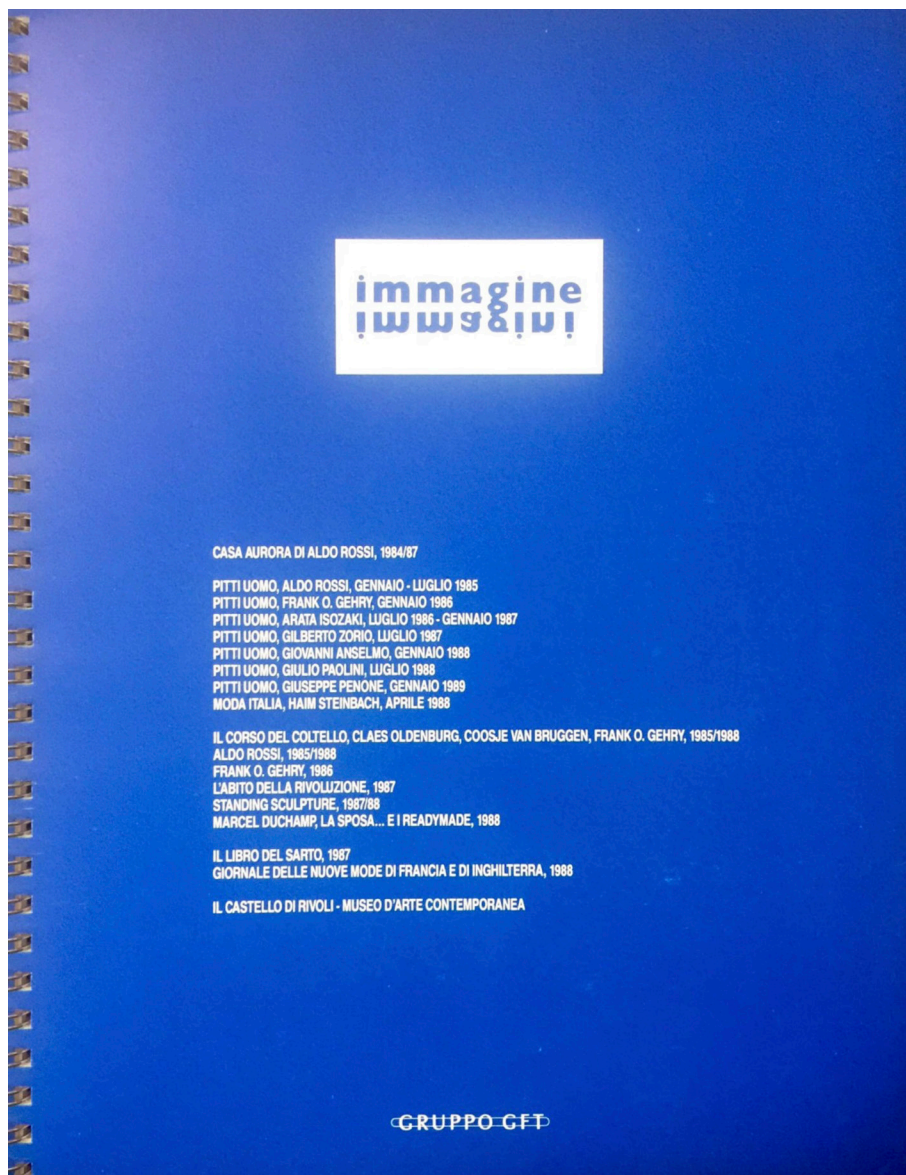 immagine
immagini
CASA AURORA DI ALDO ROSSI, 1984/87
PITTI UOMO, ALDO ROSSI, GENNAIO - LUGLIO 1985
PITTI UOMO, FRANK O. GEHRY, GENNAIO 1986
PITTI UOMO, ARATA ISOZAKI, LUGLIO 1986 - GENNAIO 1987
PITTI UOMO, GILBERTO ZORIO, LUGLIO 1987
PITTI UOMO, GIOVANNI ANSELMO, GENNAIO 1988
PITTI UOMO, GIULIO PAOLINI, LUGLIO 1988
PITTI UOMO, GIUSEPPE PENONE, GENNAIO 1989
MODA ITALIA, HAIM STEINBACH, APRILE 1988
IL CORSO DEL COLTELLO, CLAES OLDENBURG, COOSJE VAN BRUGGEN, FRANK O. GEHRY, 1985/1988
ALDO ROSSI, 1985/1988
FRANK O. GEHRY, 1986
L'ABITO DELLA RIVOLUZIONE, 1987
STANDING SCULPTURE, 1987/88
MARCEL DUCHAMP, LA SPOSA... E I READYMADE, 1988
IL LIBRO DEL SARTO, 1987
GIORNALE DELLE NUOVE MODE DI FRANCIA E DI INGHILTERRA, 1988
IL CASTELLO DI RIVOLI - MUSEO D'ARTE CONTEMPORANEA
GRUPPO GFT